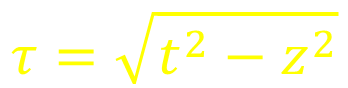 τ = √(t² − z²)